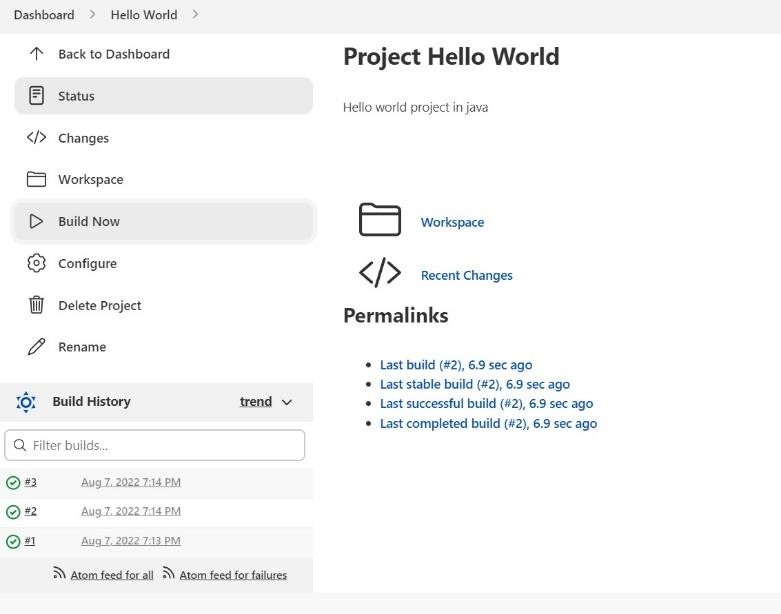 Dashboard > Hello World >
Back to Dashboard
Status
Changes
Workspace
Build Now
Configure
Delete Project
Rename
Build History trend
Filter builds...
#3 Aug 7, 2022 7:14 PM
#2 Aug 7, 2022 7:14 PM
#1 Aug 7, 2022 7:13 PM
Atom feed for all Atom feed for failures
Project Hello World
Hello world project in java
Workspace
Recent Changes
Permalinks
• Last build (#2), 6.9 sec ago
• Last stable build (#2), 6.9 sec ago
• Last successful build (#2), 6.9 sec ago
• Last completed build (#2), 6.9 sec ago